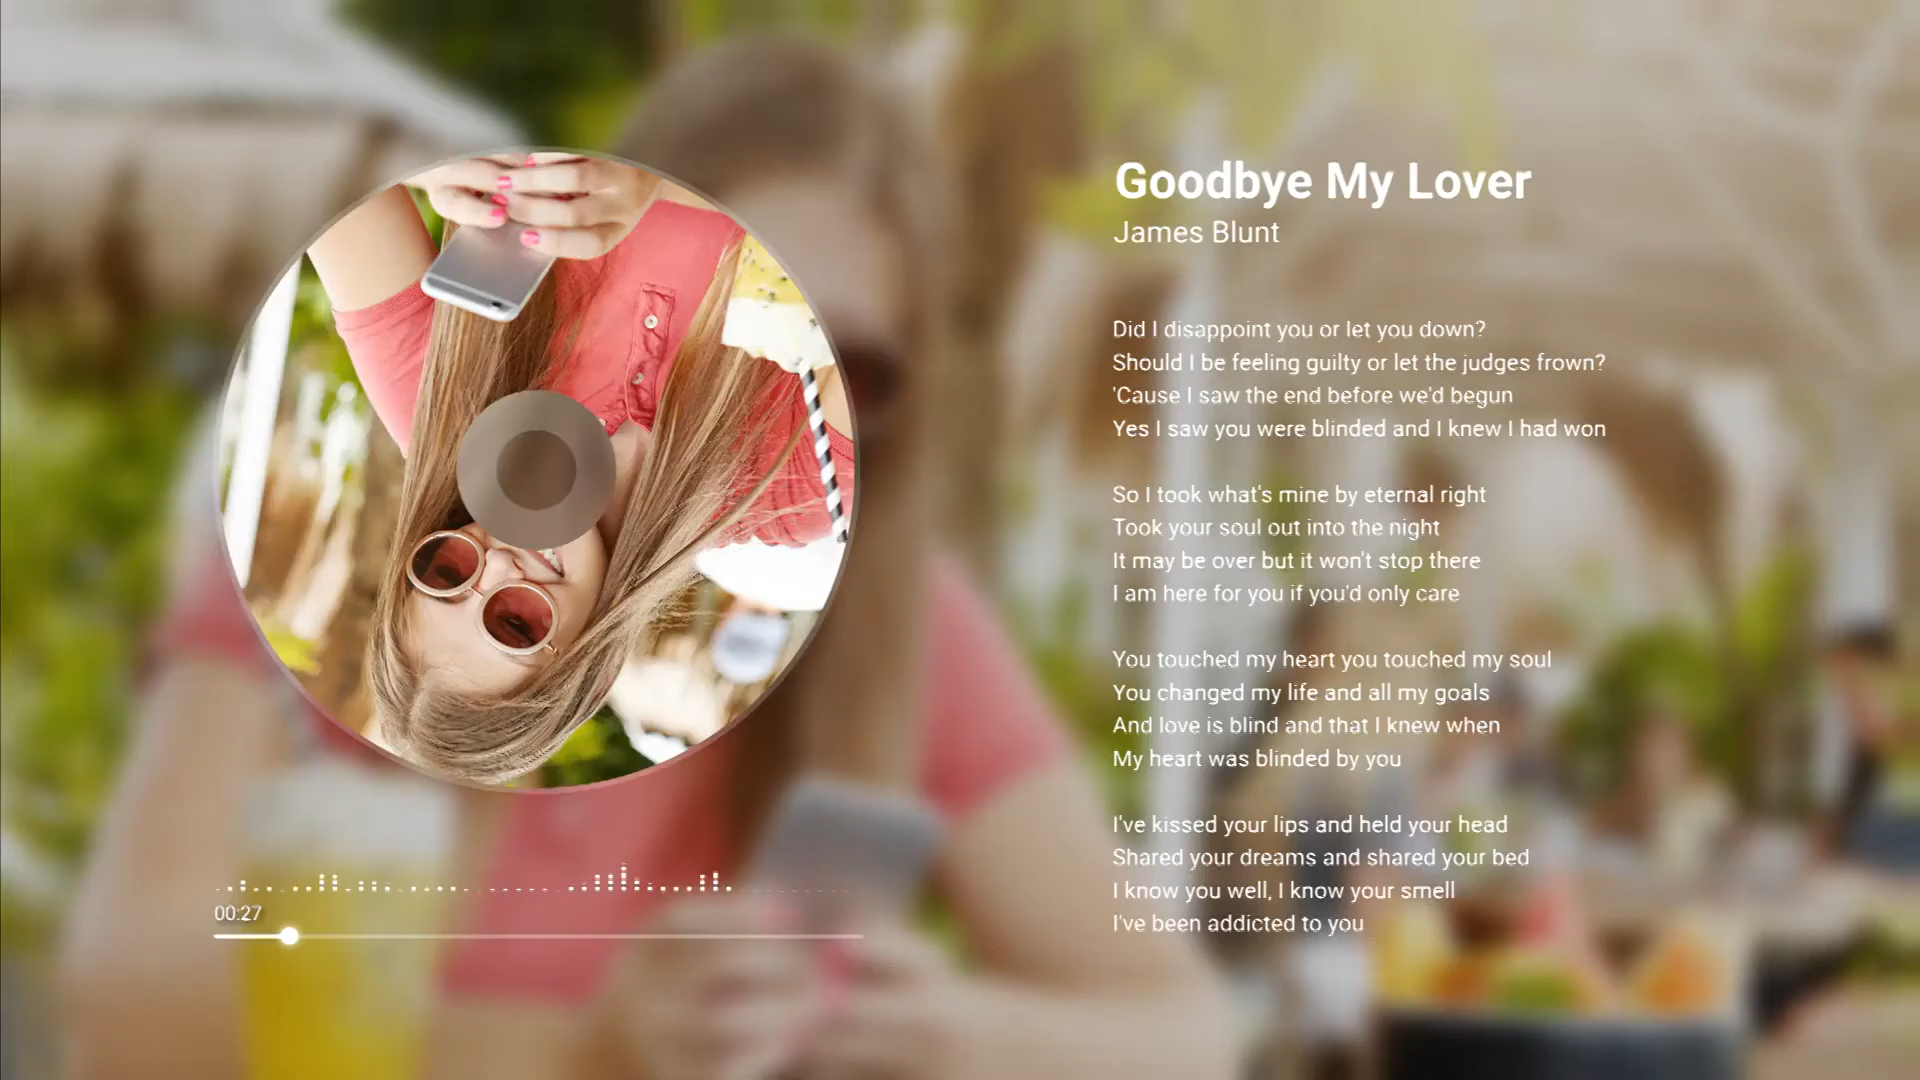 Goodbye My Lover
James Blunt
Did I disappoint you or let you down?
Should I be feeling guilty or let the judges frown?
'Cause I saw the end before we'd begun
Yes I saw you were blinded and I knew I had won
So I took what's mine by eternal right
Took your soul out into the night
It may be over but it won't stop there
I am here for you if you'd only care
You touched my heart you touched my soul
You changed my life and all my goals
And love is blind and that I knew when
My heart was blinded by you
I've kissed your lips and held your head
Shared your dreams and shared your bed
I know you well, I know your smell
I've been addicted to you
00:27